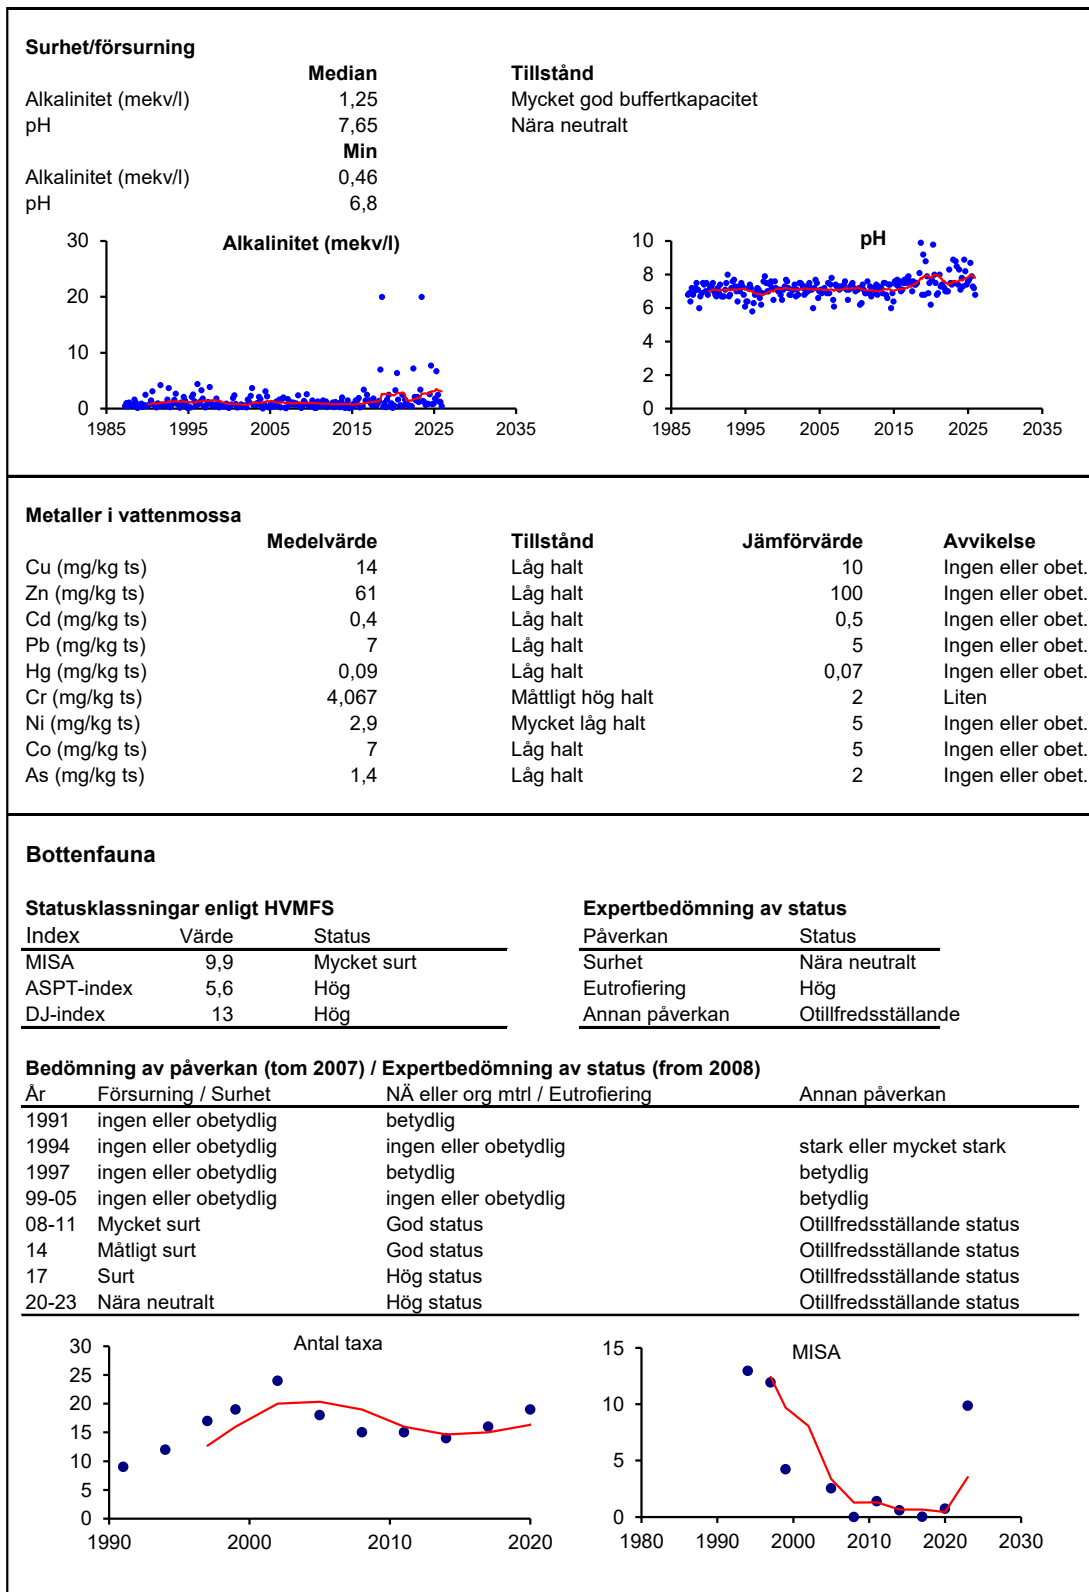 Surhet/försurning
Median Tillstånd
Alkalinitet (mekv/l) 1,25 Mycket god buffertkapacitet
pH 7,65 Nära neutralt
Min
Alkalinitet (mekv/l) 0,46
pH 6,8
Alkalinitet (mekv/l)
30
20
10
0
1985 1995 2005 2015 2025 2035
pH
10
8
6
4
2
0
1985 1995 2005 2015 2025 2035
Metaller i vattenmossa
Medelvärde Tillstånd Jämförvärde Avvikelse
Cu (mg/kg ts) 14 Låg halt 10 Ingen eller obet.
Zn (mg/kg ts) 61 Låg halt 100 Ingen eller obet.
Cd (mg/kg ts) 0,4 Låg halt 0,5 Ingen eller obet.
Pb (mg/kg ts) 7 Låg halt 5 Ingen eller obet.
Hg (mg/kg ts) 0,09 Låg halt 0,07 Ingen eller obet.
Cr (mg/kg ts) 4,067 Måttligt hög halt 2 Liten
Ni (mg/kg ts) 2,9 Mycket låg halt 5 Ingen eller obet.
Co (mg/kg ts) 7 Låg halt 5 Ingen eller obet.
As (mg/kg ts) 1,4 Låg halt 2 Ingen eller obet.
Bottenfauna
Statusklassningar enligt HVMFS
Index Värde Status
MISA 9,9 Mycket surt
ASPT-index 5,6 Hög
DJ-index 13 Hög
Expertbedömning av status
Påverkan Status
Surhet Nära neutralt
Eutrofiering Hög
Annan påverkan Otillfredsställande
Bedömning av påverkan (tom 2007) / Expertbedömning av status (from 2008)
År Försurning / Surhet NÄ eller org mtrl / Eutrofiering Annan påverkan
1991 ingen eller obetydlig betydlig
1994 ingen eller obetydlig ingen eller obetydlig stark eller mycket stark
1997 ingen eller obetydlig betydlig betydlig
99-05 ingen eller obetydlig ingen eller obetydlig betydlig
08-11 Mycket surt God status Otillfredsställande status
14 Måtligt surt God status Otillfredsställande status
17 Surt Hög status Otillfredsställande status
20-23 Nära neutralt Hög status Otillfredsställande status
Antal taxa
30
25
20
15
10
5
0
1990 2000 2010 2020
MISA
15
10
5
0
1980 1990 2000 2010 2020 2030